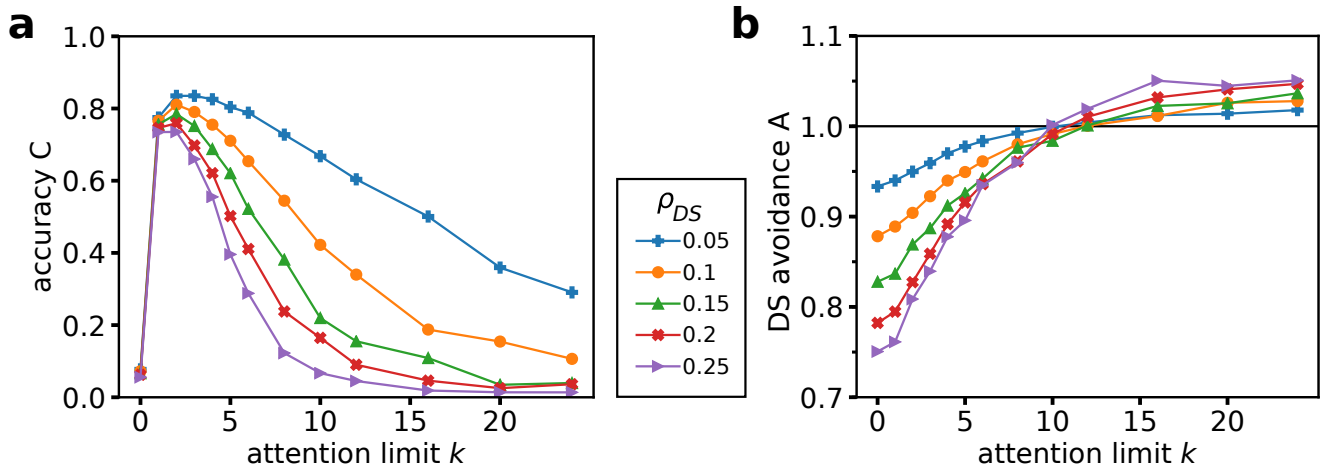 a
1.0
0.8
0.6
0.4
0.2
0.0
accuracy C
0 5 10 15 20
attention limit k
ρDS
0.05
0.1
0.15
0.2
0.25
b
1.1
1.0
0.9
0.8
0.7
DS avoidance A
0 5 10 15 20
attention limit k